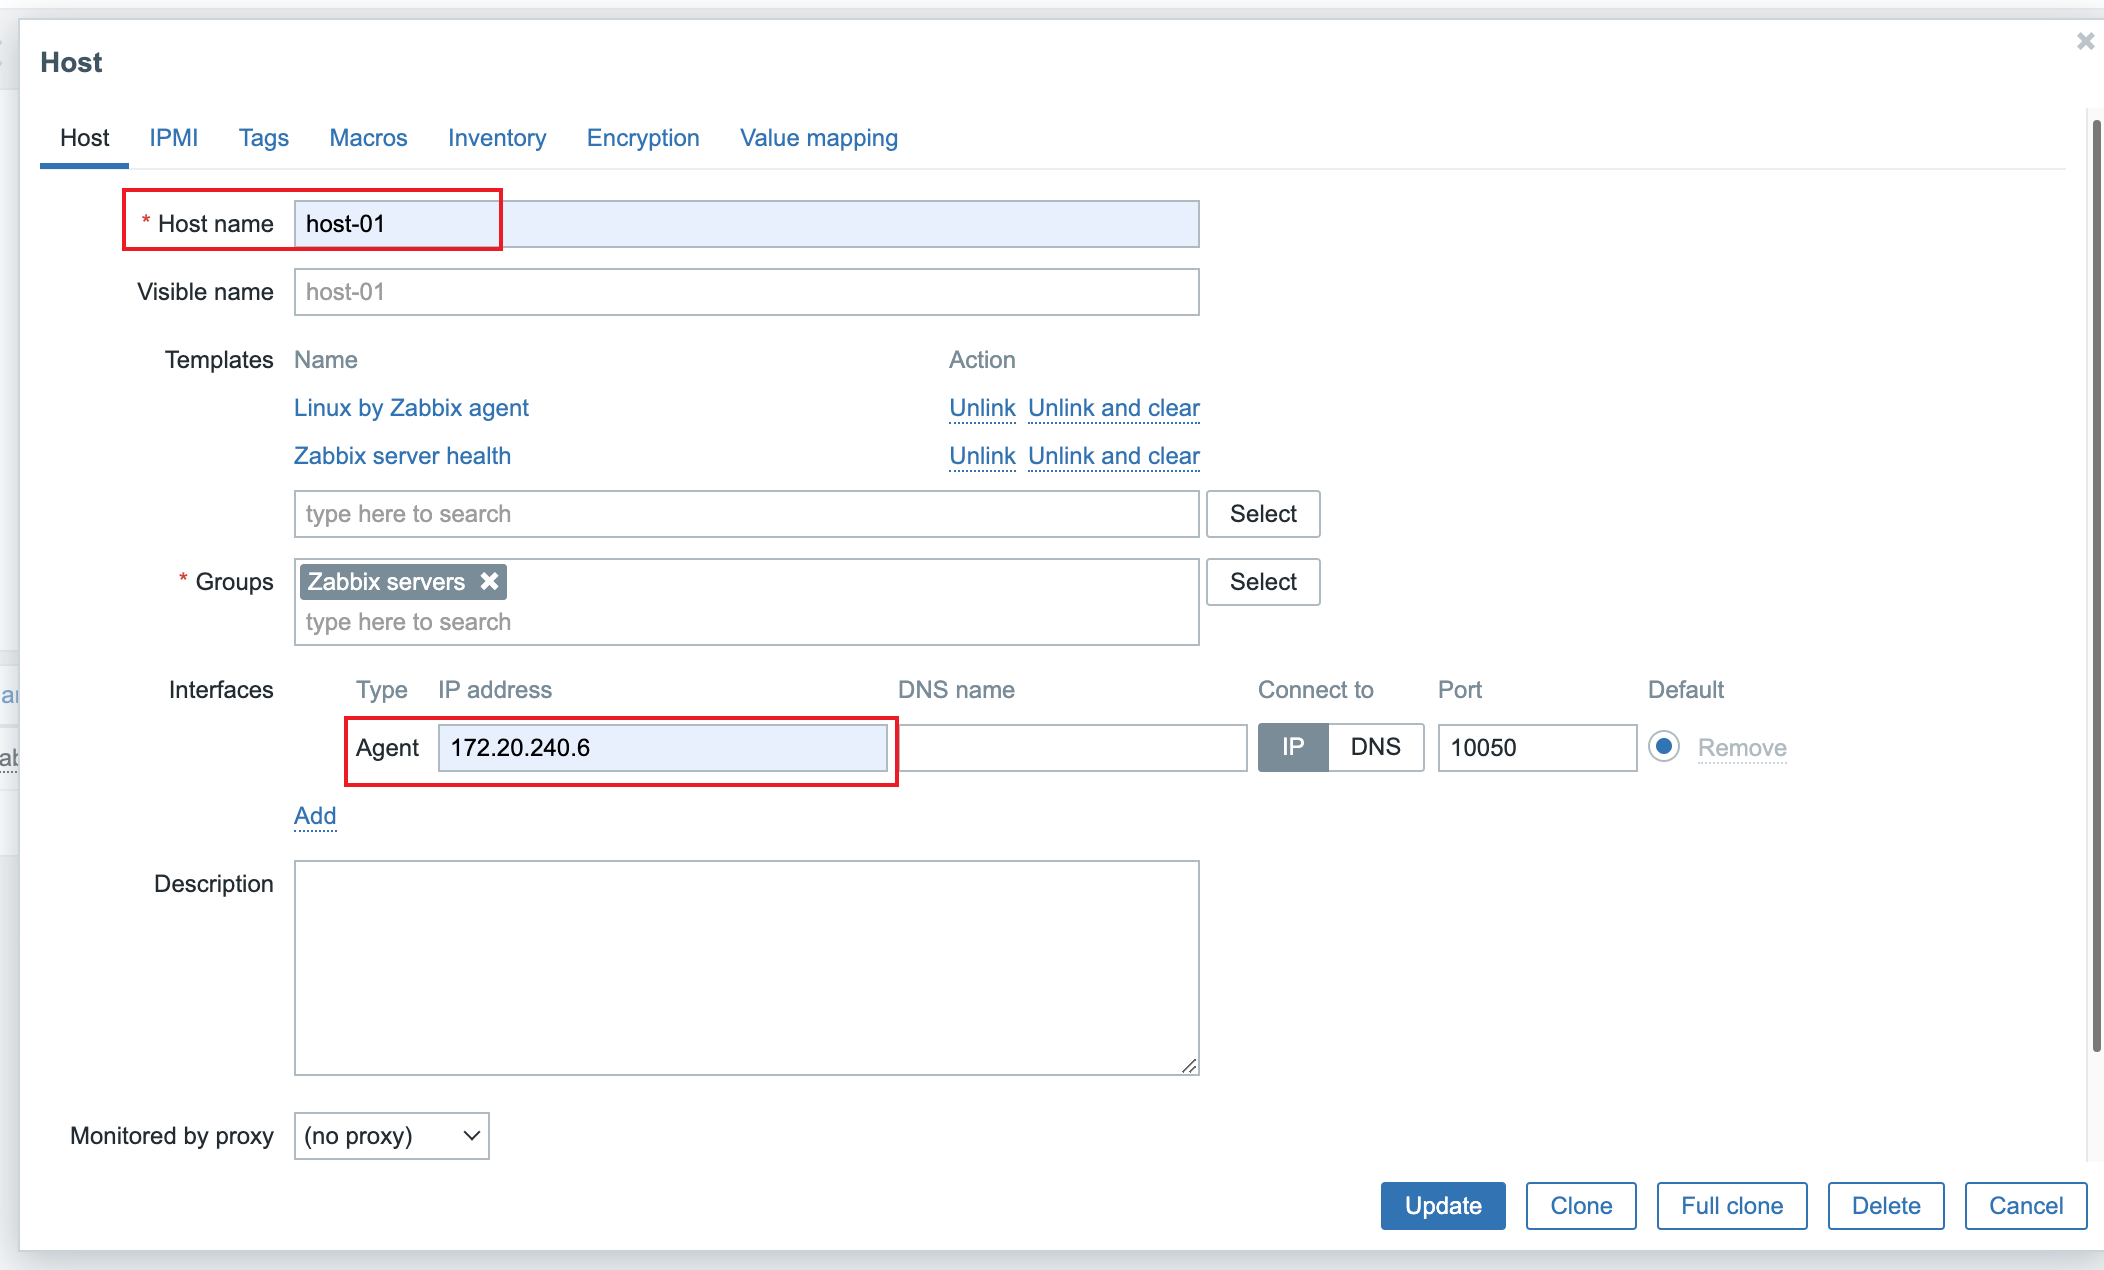 Host
Host IPMI Tags Macros Inventory Encryption Value mapping
* Host name host-01
Visible name host-01
Templates Name Action
Linux by Zabbix agent Unlink Unlink and clear
Zabbix server health Unlink Unlink and clear
type here to search Select
* Groups Zabbix servers Select
type here to search
Interfaces Type IP address DNS name Connect to Port Default
Agent 172.20.240.6 IP DNS 10050 Remove
Add
Description
Monitored by proxy (no proxy)
Update Clone Full clone Delete Cancel